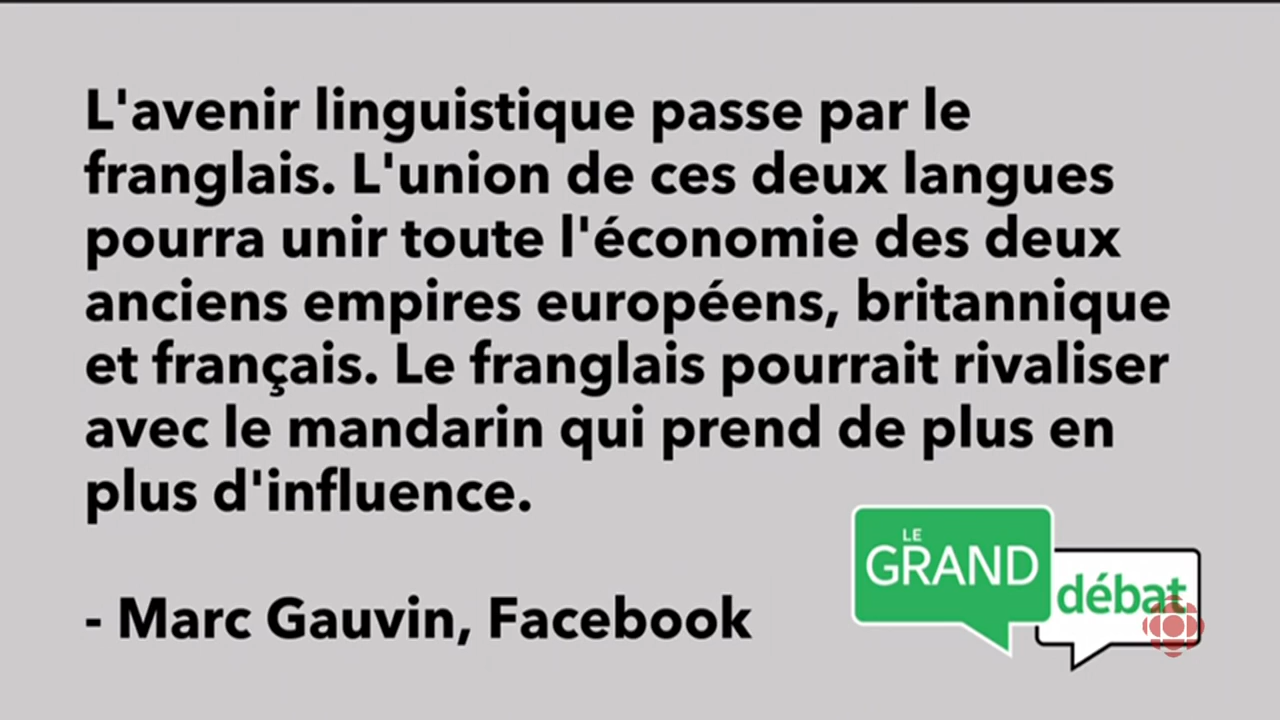 L'avenir linguistique passe par le
franglais. L'union de ces deux langues
pourra unir toute l'économie des deux
anciens empires européens, britannique
et français. Le franglais pourrait rivaliser
avec le mandarin qui prend de plus en
plus d'influence.
- Marc Gauvin, Facebook
LE
GRAND
débat